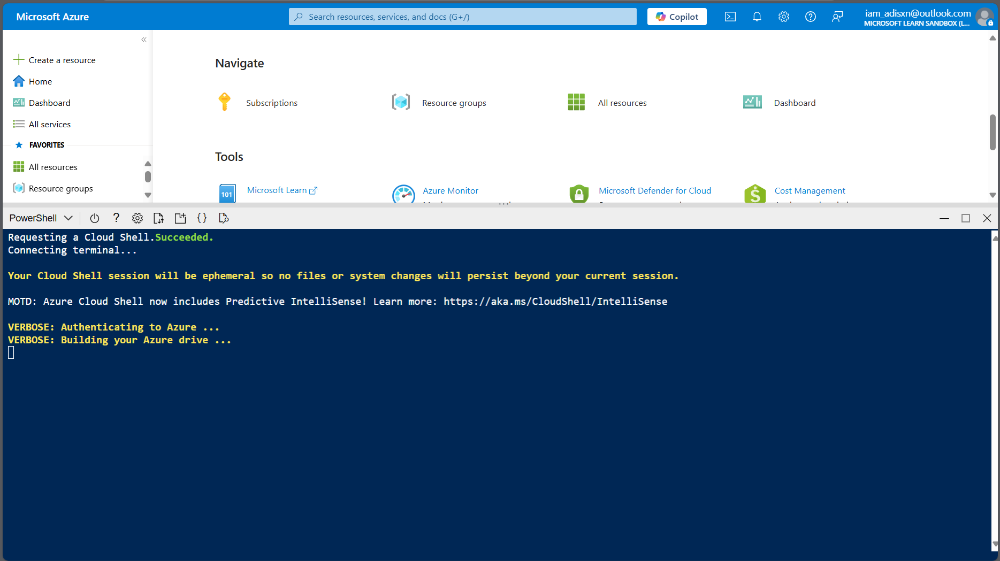 Microsoft Azure
Search resources, services, and docs (G+/)
Copilot
iam_adisxn@outlook.com
MICROSOFT LEARN SANDBOX (L...
Create a resource
Home
Dashboard
All services
FAVORITES
All resources
Resource groups
Navigate
Subscriptions
Resource groups
All resources
Dashboard
Tools
101
Microsoft Learn
Azure Monitor
Microsoft Defender for Cloud
Cost Management
PowerShell
Requesting a Cloud Shell.Succeeded.
Connecting terminal...
Your Cloud Shell session will be ephemeral so no files or system changes will persist beyond your current session.
MOTD: Azure Cloud Shell now includes Predictive IntelliSense! Learn more: https://aka.ms/CloudShell/IntelliSense
VERBOSE: Authenticating to Azure ...
VERBOSE: Building your Azure drive ...